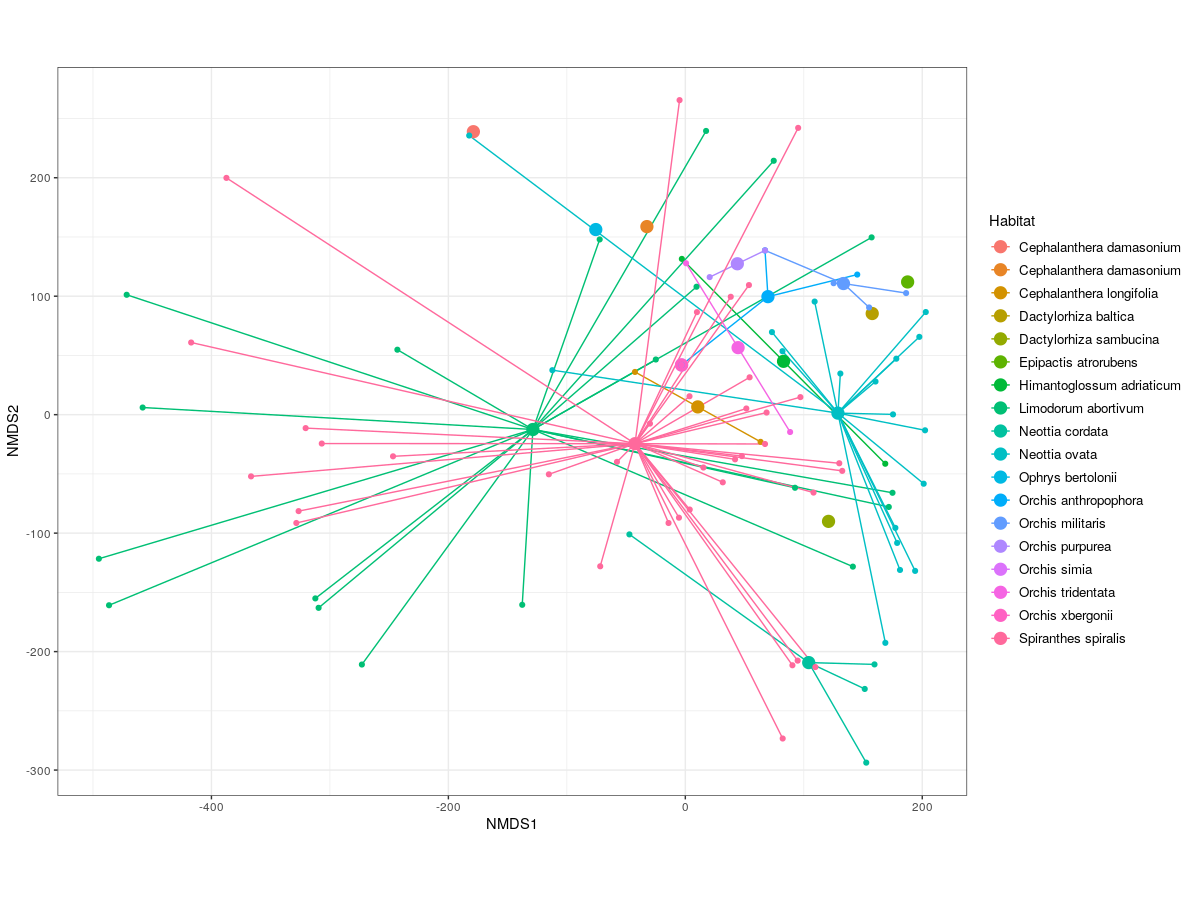 Habitat
Cephalanthera damasonium
Cephalanthera damasonium
Cephalanthera longifolia
Dactylorhiza baltica
Dactylorhiza sambucina
Epipactis atrorubens
Himantoglossum adriaticum
Limodorum abortivum
Neottia cordata
Neottia ovata
Ophrys bertolonii
Orchis anthropophora
Orchis militaris
Orchis purpurea
Orchis simia
Orchis tridentata
Orchis xbergonii
Spiranthes spiralis
NMDS2
200
100
0
-100
-200
-300
-400
-200
0
200
NMDS1